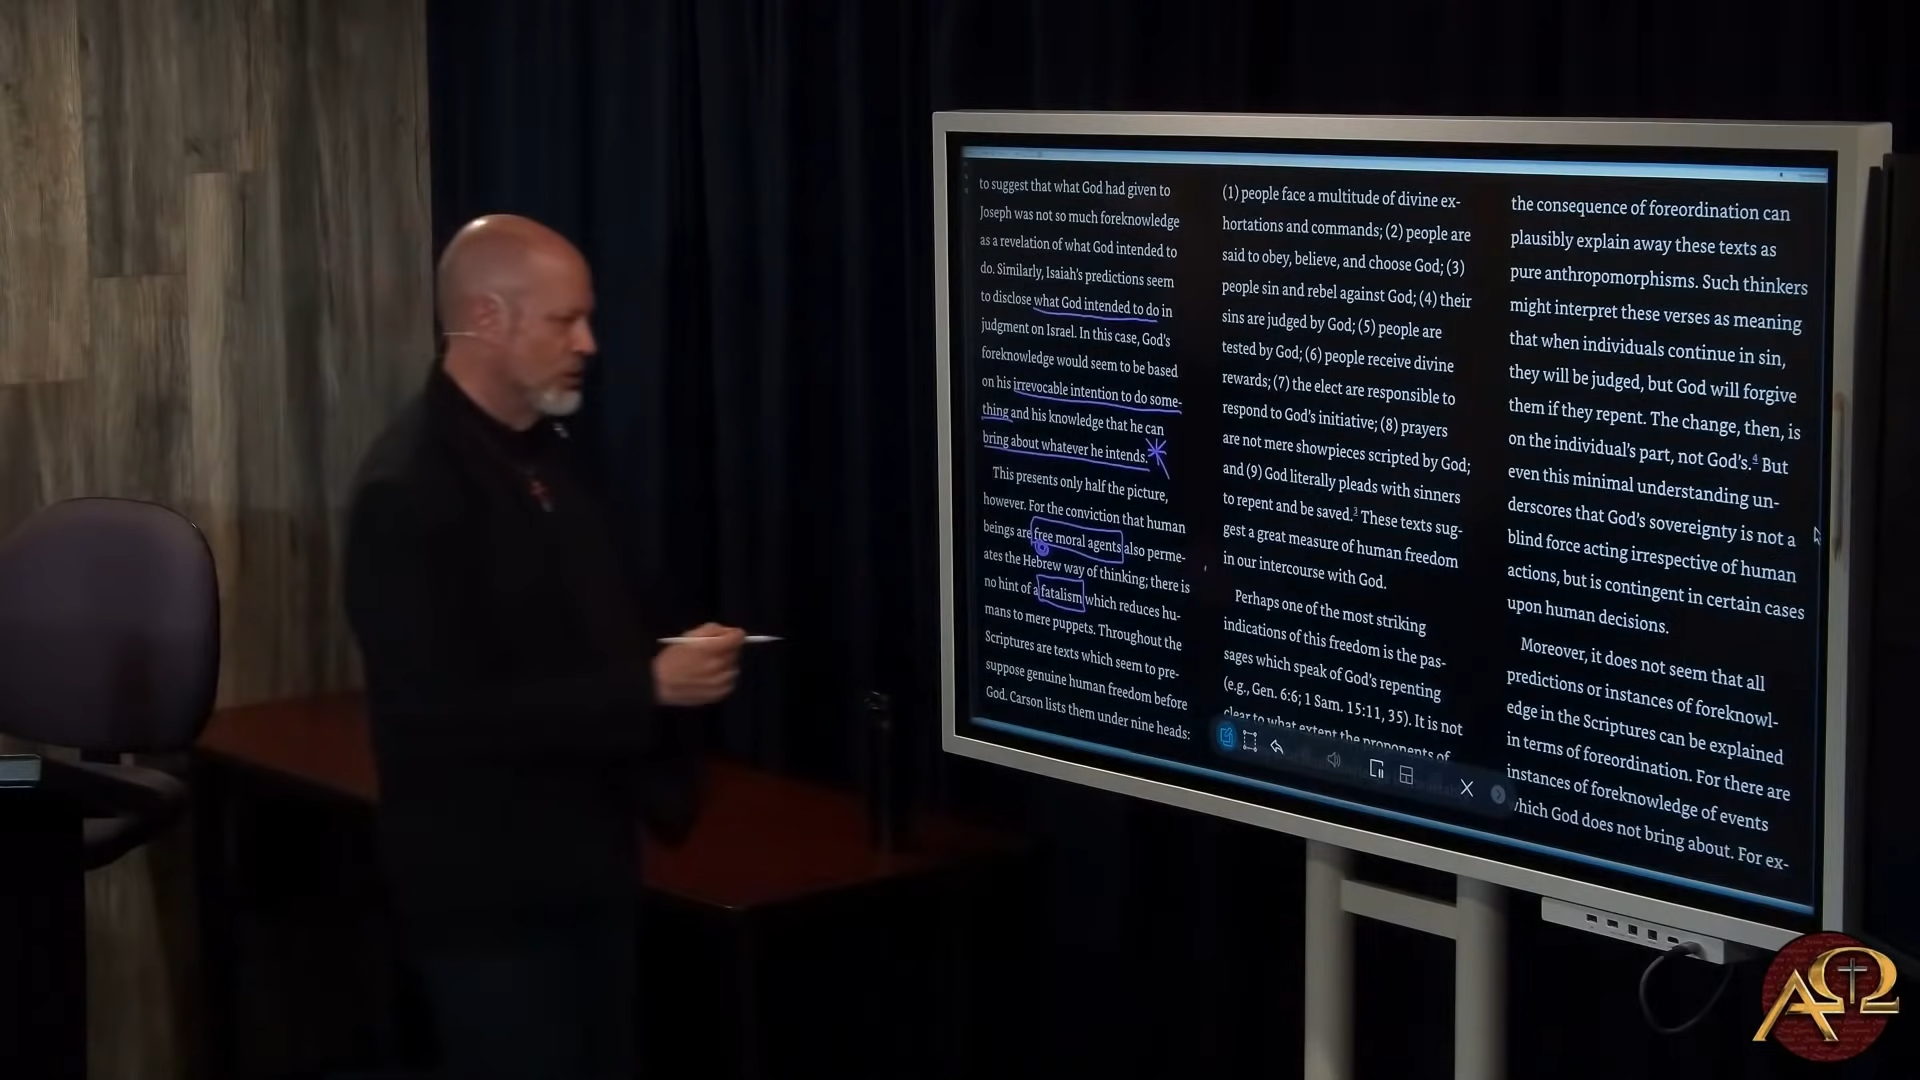 to suggest that what God had given to
Joseph was not so much foreknowledge
as a revelation of what God intended to
do. Similarly, Isaiah's predictions seem
to disclose what God intended to do in
judgment on Israel. In this case, God's
foreknowledge would seem to be based
on his irrevocable intention to do some-
thing and his knowledge that he can
bring about whatever he intends.
This presents only half the picture,
however. For the conviction that human
beings are free moral agents also perme-
ates the Hebrew way of thinking; there is
no hint of a fatalism which reduces hu-
mans to mere puppets. Throughout the
Scriptures are texts which seem to pre-
suppose genuine human freedom before
God. Carson lists them under nine heads:
(1) people face a multitude of divine ex-
hortations and commands; (2) people are
said to obey, believe, and choose God; (3)
people sin and rebel against God; (4) their
sins are judged by God; (5) people are
tested by God; (6) people receive divine
rewards; (7) the elect are responsible to
respond to God's initiative; (8) prayers
are not mere showpieces scripted by God;
and (9) God literally pleads with sinners
to repent and be saved.3 These texts sug-
gest a great measure of human freedom
in our intercourse with God.
Perhaps one of the most striking
indications of this freedom is the pas-
sages which speak of God's repenting
(e.g., Gen. 6:6; 1 Sam. 15:11, 35). It is not
clear to what extent the proponents of
the consequence of foreordination can
plausibly explain away these texts as
pure anthropomorphisms. Such thinkers
might interpret these verses as meaning
that when individuals continue in sin,
they will be judged, but God will forgive
them if they repent. The change, then, is
on the individual's part, not God's.4 But
even this minimal understanding un-
derscores that God's sovereignty is not a
blind force acting irrespective of human
actions, but is contingent in certain cases
upon human decisions.
Moreover, it does not seem that all
predictions or instances of foreknowl-
edge in the Scriptures can be explained
in terms of foreordination. For there are
instances of foreknowledge of events
which God does not bring about. For ex-
ΑΩ